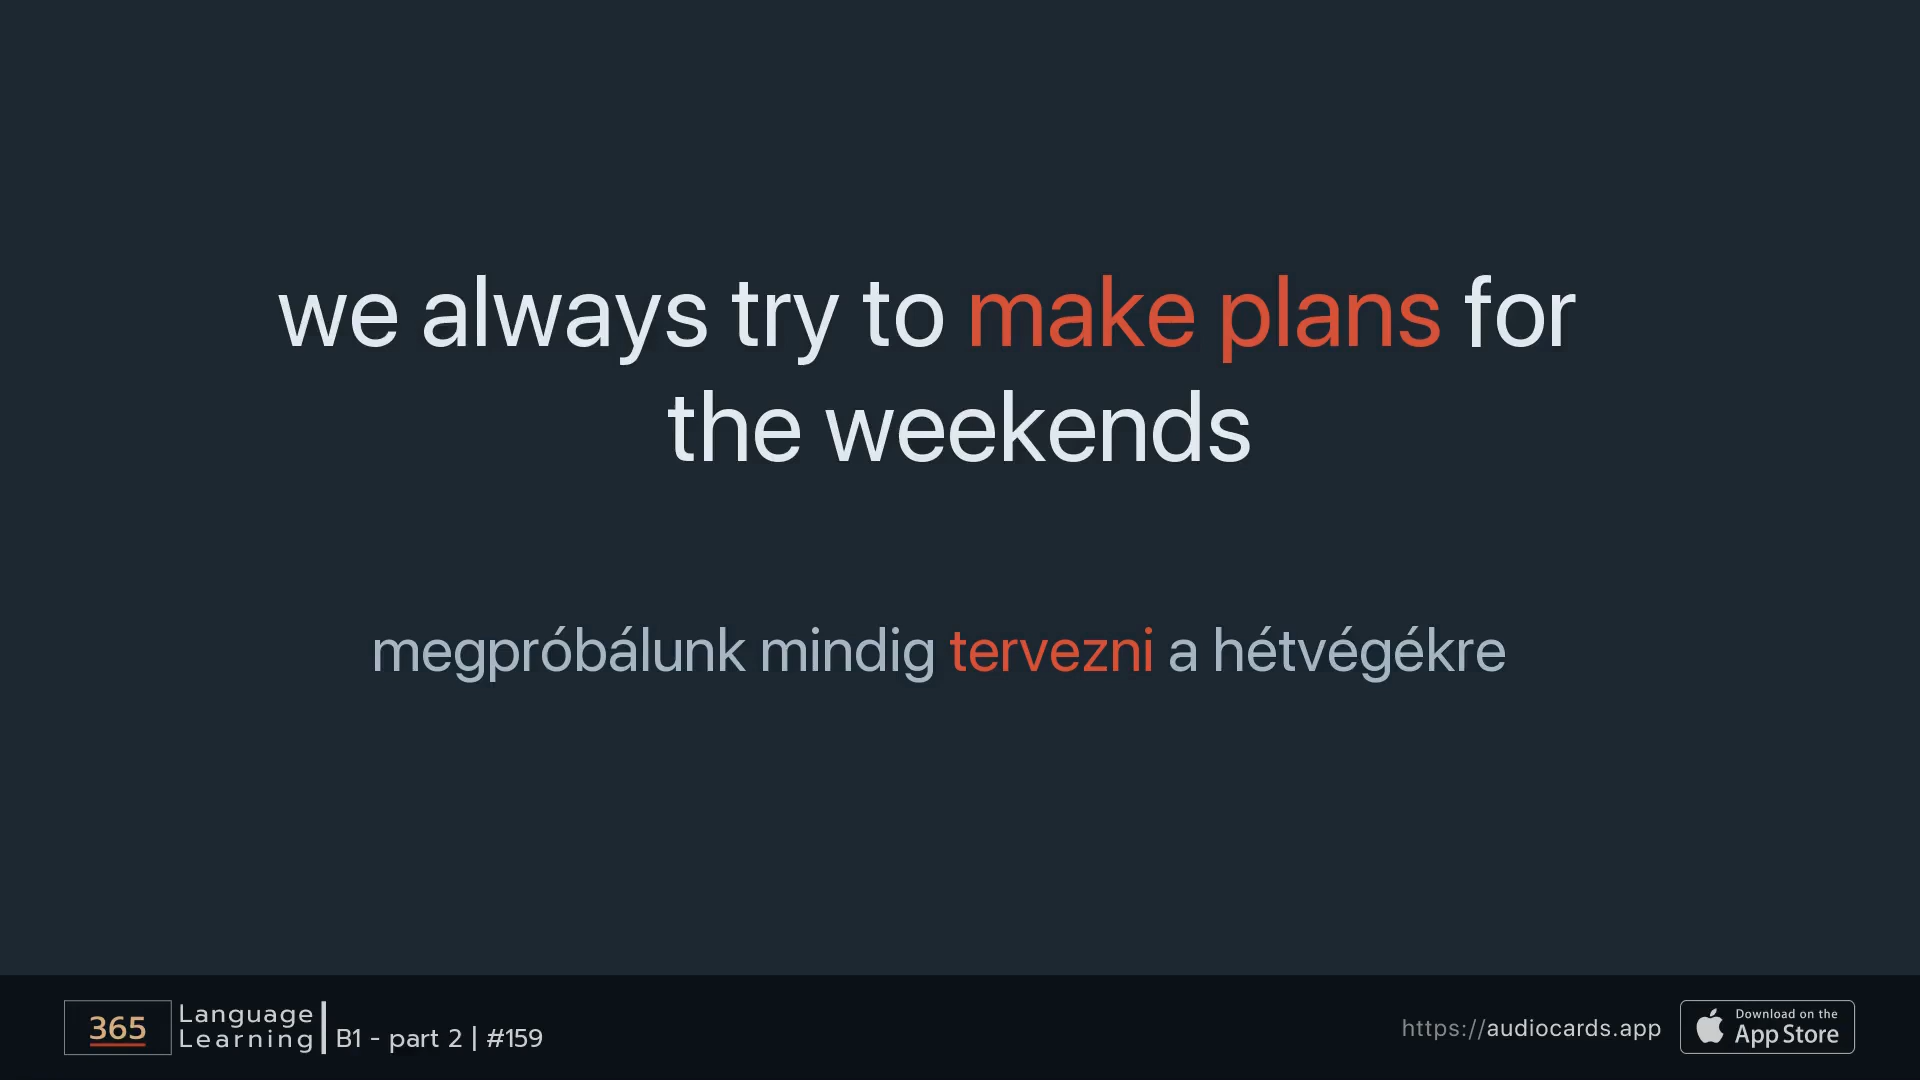 we always try to make plans for
the weekends
megpróbálunk mindig tervezni a hétvégékre
365
Language
Learning
B1 - part 2 | #159
https://audiocards.app
Download on the
App Store